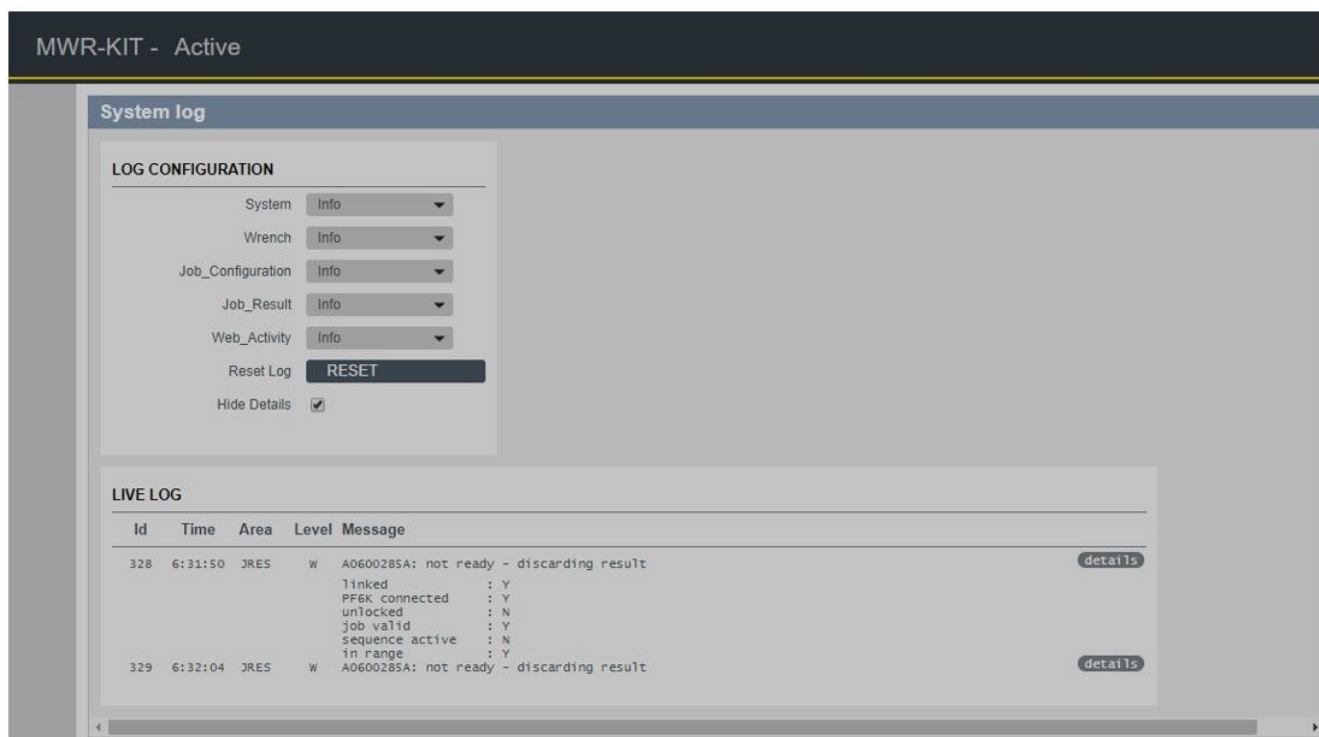 MWR-KIT - Active
System log
LOG CONFIGURATION
System Info
Wrench Info
Job_Configuration Info
Job_Result Info
Web_Activity Info
Reset Log RESET
Hide Details
LIVE LOG
Id Time Area Level Message
328 6:31:50 JRES W A0600285A: not ready - discarding result details
linked : Y
PF6K connected : Y
unlocked : N
job valid : Y
sequence active : N
in range : Y
329 6:32:04 JRES W A0600285A: not ready - discarding result details